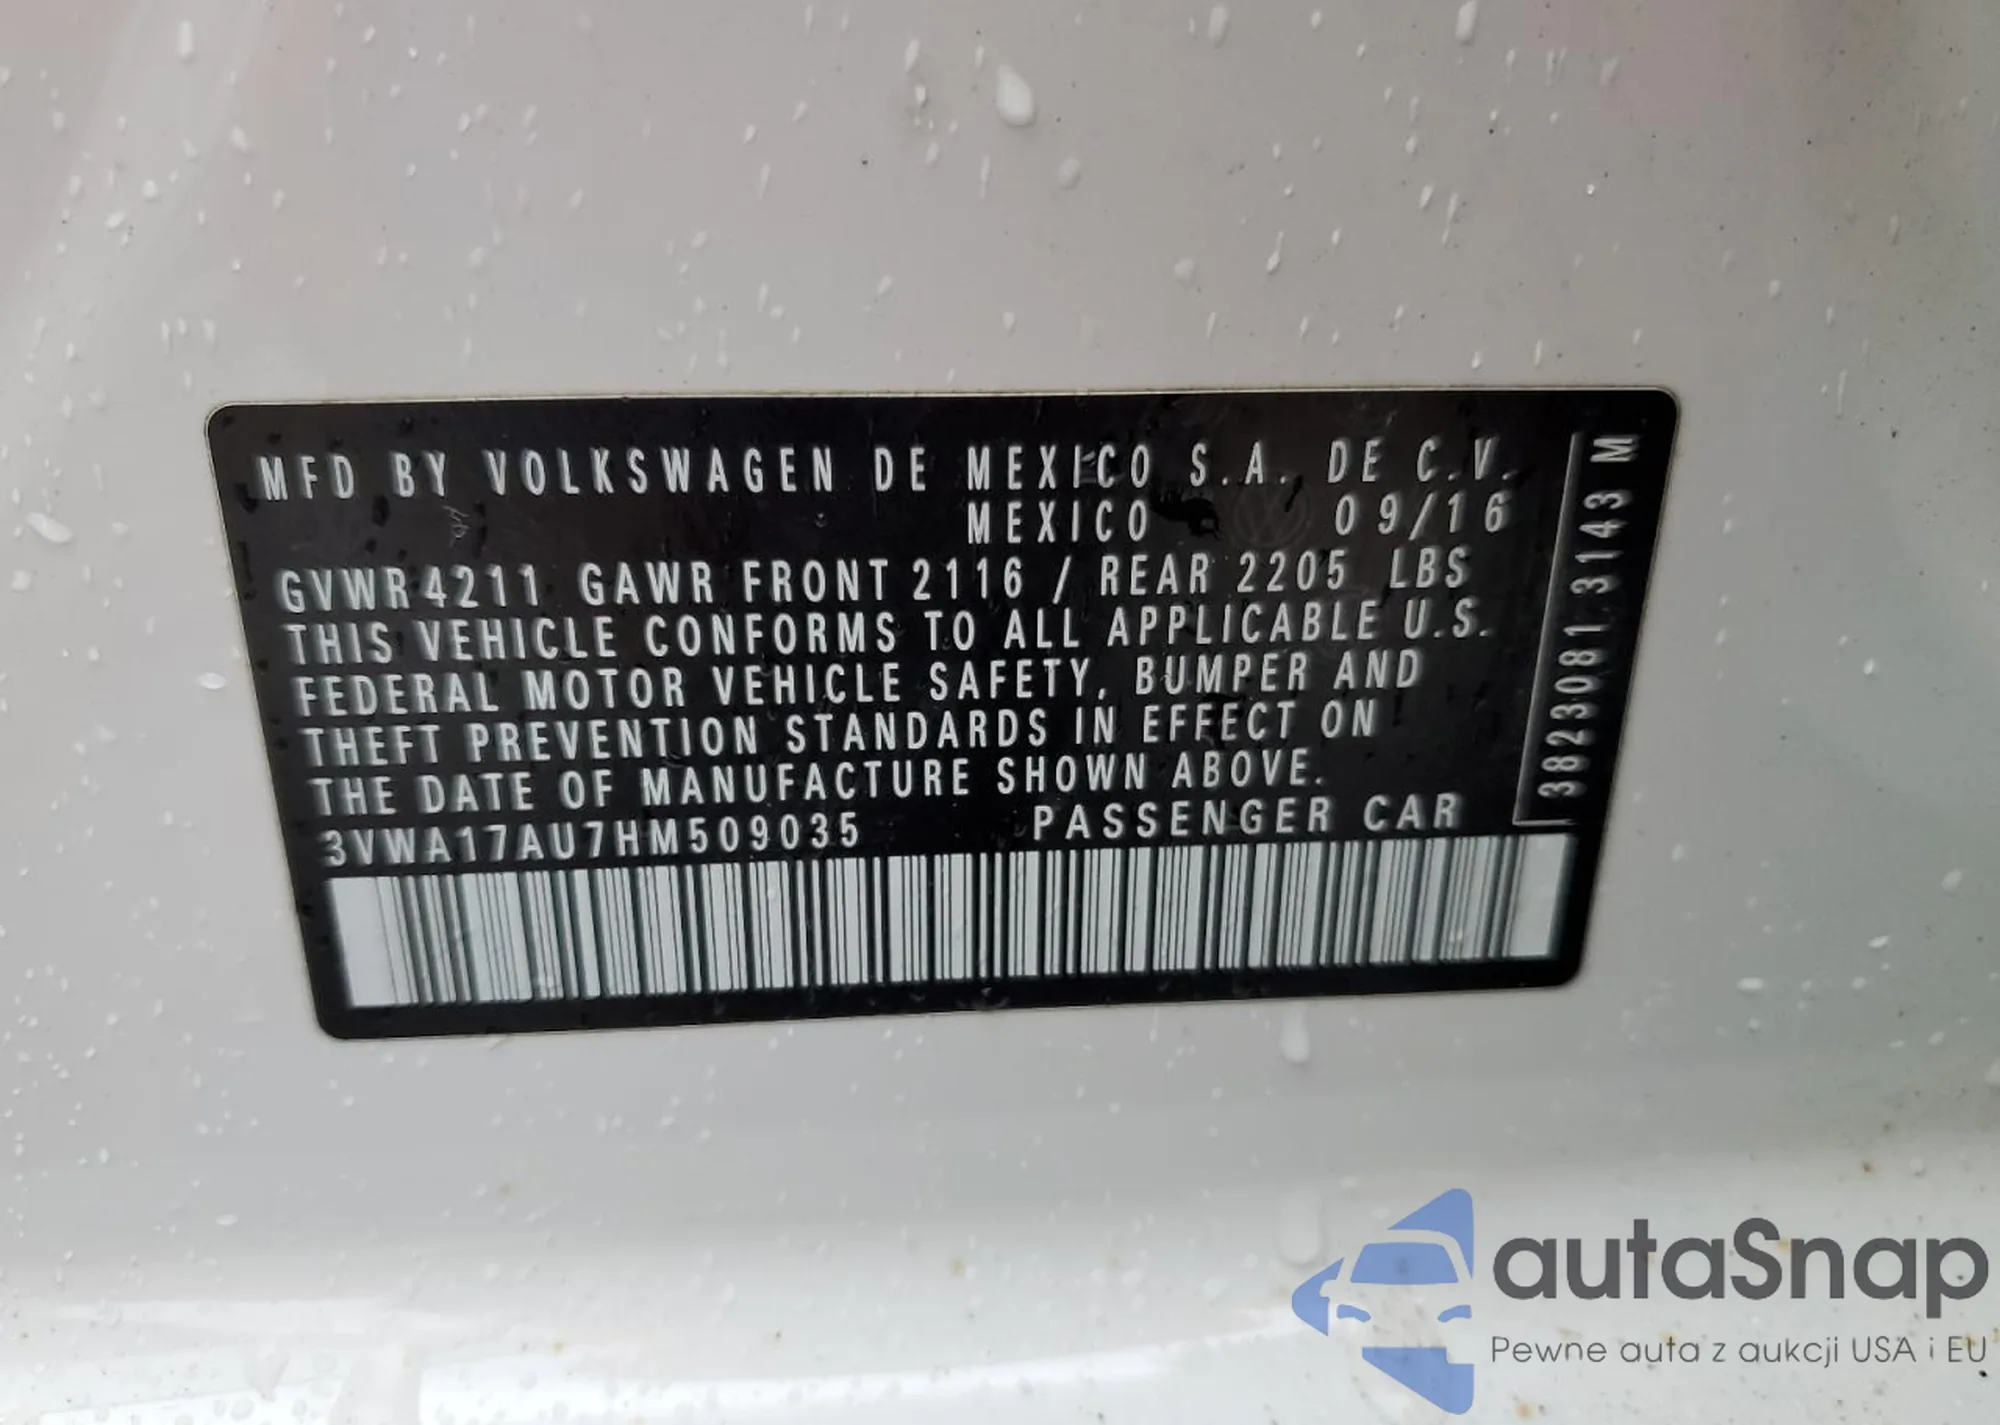 MFD BY VOLKSWAGEN DE MEXICO S.A. DE C.V.
MEXICO 09/16
GVWR 4211 GAWR FRONT 2116 / REAR 2205 LBS
THIS VEHICLE CONFORMS TO ALL APPLICABLE U.S.
FEDERAL MOTOR VEHICLE SAFETY, BUMPER AND
THEFT PREVENTION STANDARDS IN EFFECT ON
THE DATE OF MANUFACTURE SHOWN ABOVE.
3VWA17AU7HM509035 PASSENGER CAR
3823081.3143 M
autaSnap
Pewne auta z aukcji USA i EU